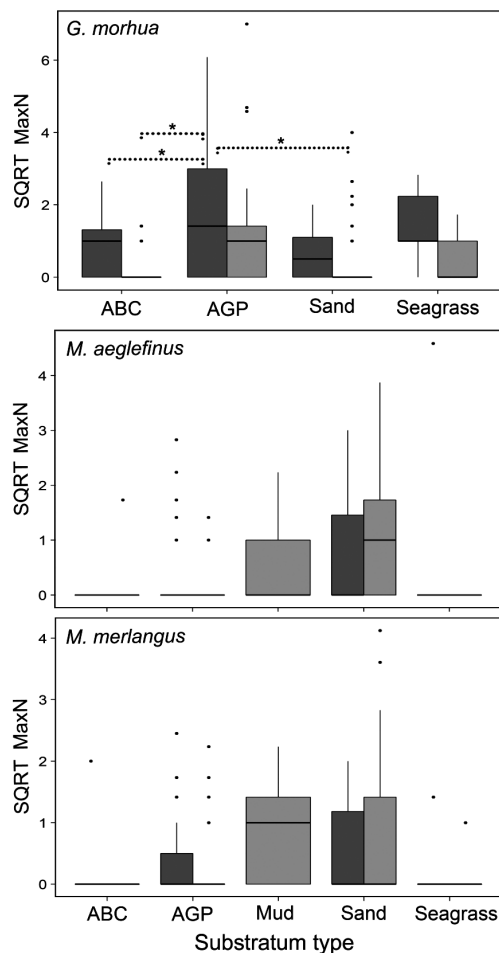 G. morhua
SQRT MaxN
6
4
2
0
*
*
*
ABC AGP Sand Seagrass
M. aeglefinus
SQRT MaxN
4
3
2
1
0
M. merlangus
SQRT MaxN
4
3
2
1
0
ABC AGP Mud Sand Seagrass
Substratum type